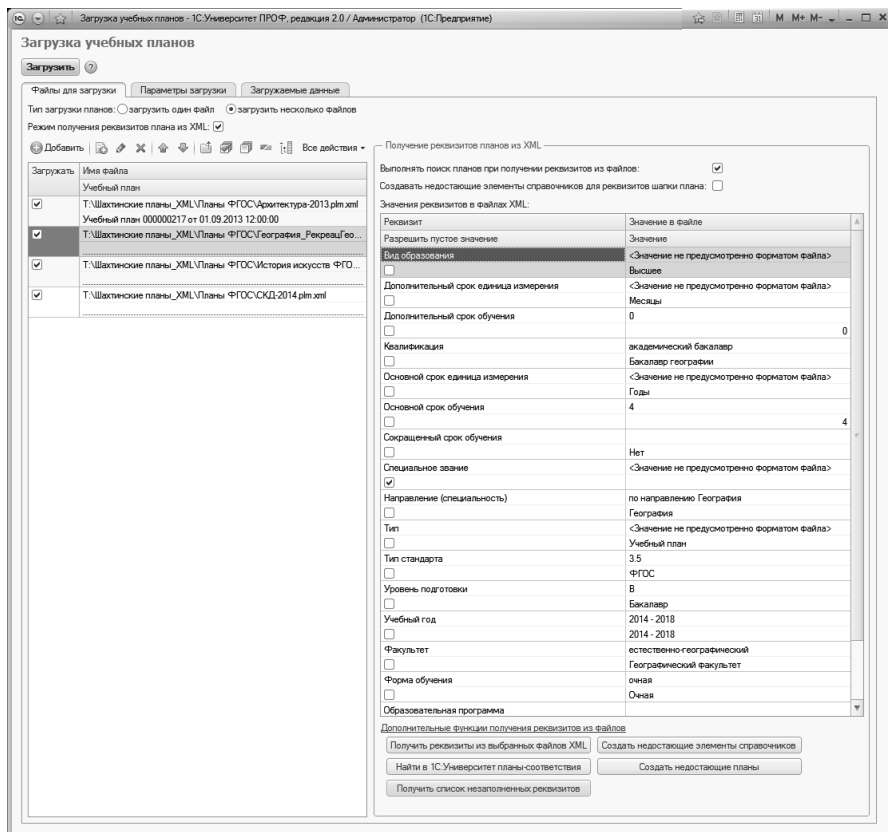 Загрузка учебных планов - 1С:Университет ПРОФ, редакция 2.0 / Администратор (1С:Предприятие)
M M+ M-
Загрузка учебных планов
Загрузить
Файлы для загрузки Параметры загрузки Загружаемые данные
Тип загрузки планов: загрузить один файл загрузить несколько файлов
Режим получения реквизитов плана из XML:
Добавить Все действия
Загружать Имя файла
Учебный план
T:\Шахтинские планы_XML\Планы ФГОС\Архитектура-2013.plm.xml
Учебный план 000000217 от 01.09.2013 12:00:00
T:\Шахтинские планы_XML\Планы ФГОС\География_РекреацГео...
T:\Шахтинские планы_XML\Планы ФГОС\История искусств ФГО...
T:\Шахтинские планы_XML\Планы ФГОС\СКД-2014.plm.xml
Получение реквизитов планов из XML
Выполнять поиск планов при получении реквизитов из файлов:
Создавать недостающие элементы справочников для реквизитов шапки плана:
Значения реквизитов в файлах XML:
Реквизит Значение в файле
Разрешить пустое значение Значение
Вид образования <Значение не предусмотренно форматом файла>
Высшее
Дополнительный срок единица измерения <Значение не предусмотренно форматом файла>
Месяцы
Дополнительный срок обучения 0
0
Квалификация академический бакалавр
Бакалавр географии
Основной срок единица измерения <Значение не предусмотренно форматом файла>
Годы
Основной срок обучения 4
4
Сокращенный срок обучения
Нет
Специальное звание <Значение не предусмотренно форматом файла>
Направление (специальность) по направлению География
География
Тип <Значение не предусмотренно форматом файла>
Учебный план
Тип стандарта 3.5
ФГОС
Уровень подготовки В
Бакалавр
Учебный год 2014 - 2018
2014 - 2018
Факультет естественно-географический
Географический факультет
Форма обучения очная
Очная
Образовательная программа
Дополнительные функции получения реквизитов из файлов
Получить реквизиты из выбранных файлов XML Создать недостающие элементы справочников
Найти в 1С:Университет планы-соответствия Создать недостающие планы
Получить список незаполненных реквизитов